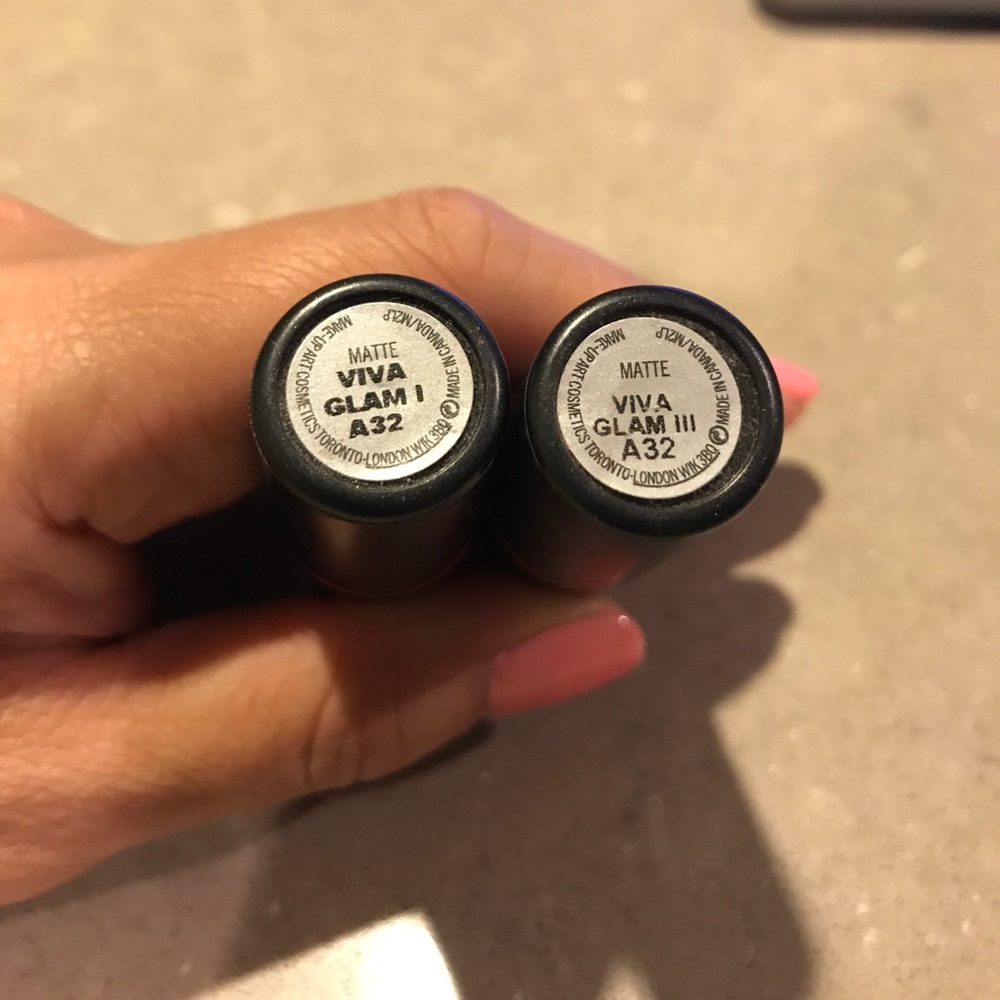 MATTE
VIVA
GLAM I
A32
MAKE-UP ART COSMETICS TORONTO-LONDON W1K 3BQ
MADE IN CANADA/M2LP
MATTE
VIVA
GLAM III
A32
MAKE-UP ART COSMETICS TORONTO-LONDON W1K 3BQ
MADE IN CANADA/M2LP